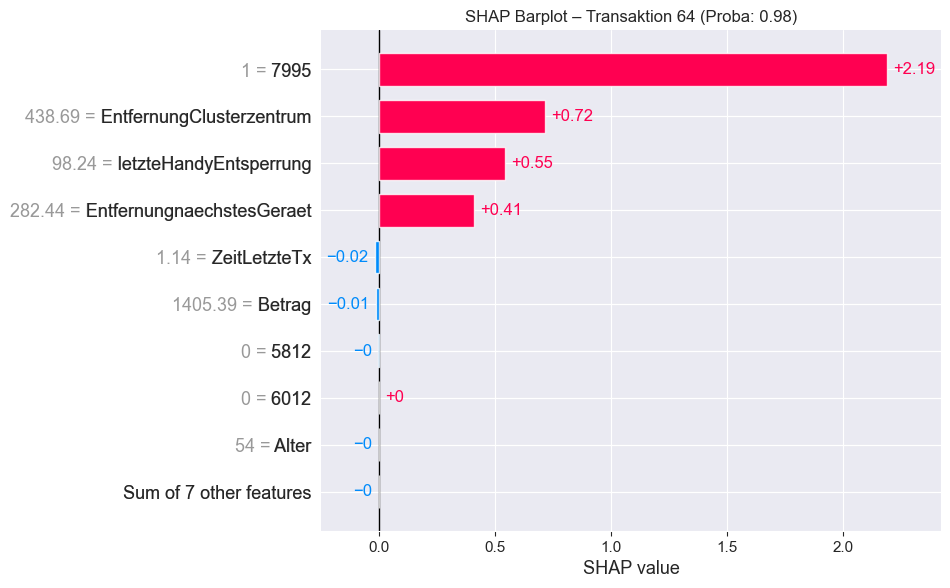 SHAP Barplot – Transaktion 64 (Proba: 0.98)
1 = 7995
+2.19
438.69 = EntfernungClusterzentrum
+0.72
98.24 = letzteHandyEntsperrung
+0.55
282.44 = EntfernungnaechstesGeraet
+0.41
1.14 = ZeitLetzteTx
−0.02
1405.39 = Betrag
−0.01
0 = 5812
−0
0 = 6012
+0
54 = Alter
−0
Sum of 7 other features
−0
0.0 0.5 1.0 1.5 2.0
SHAP value